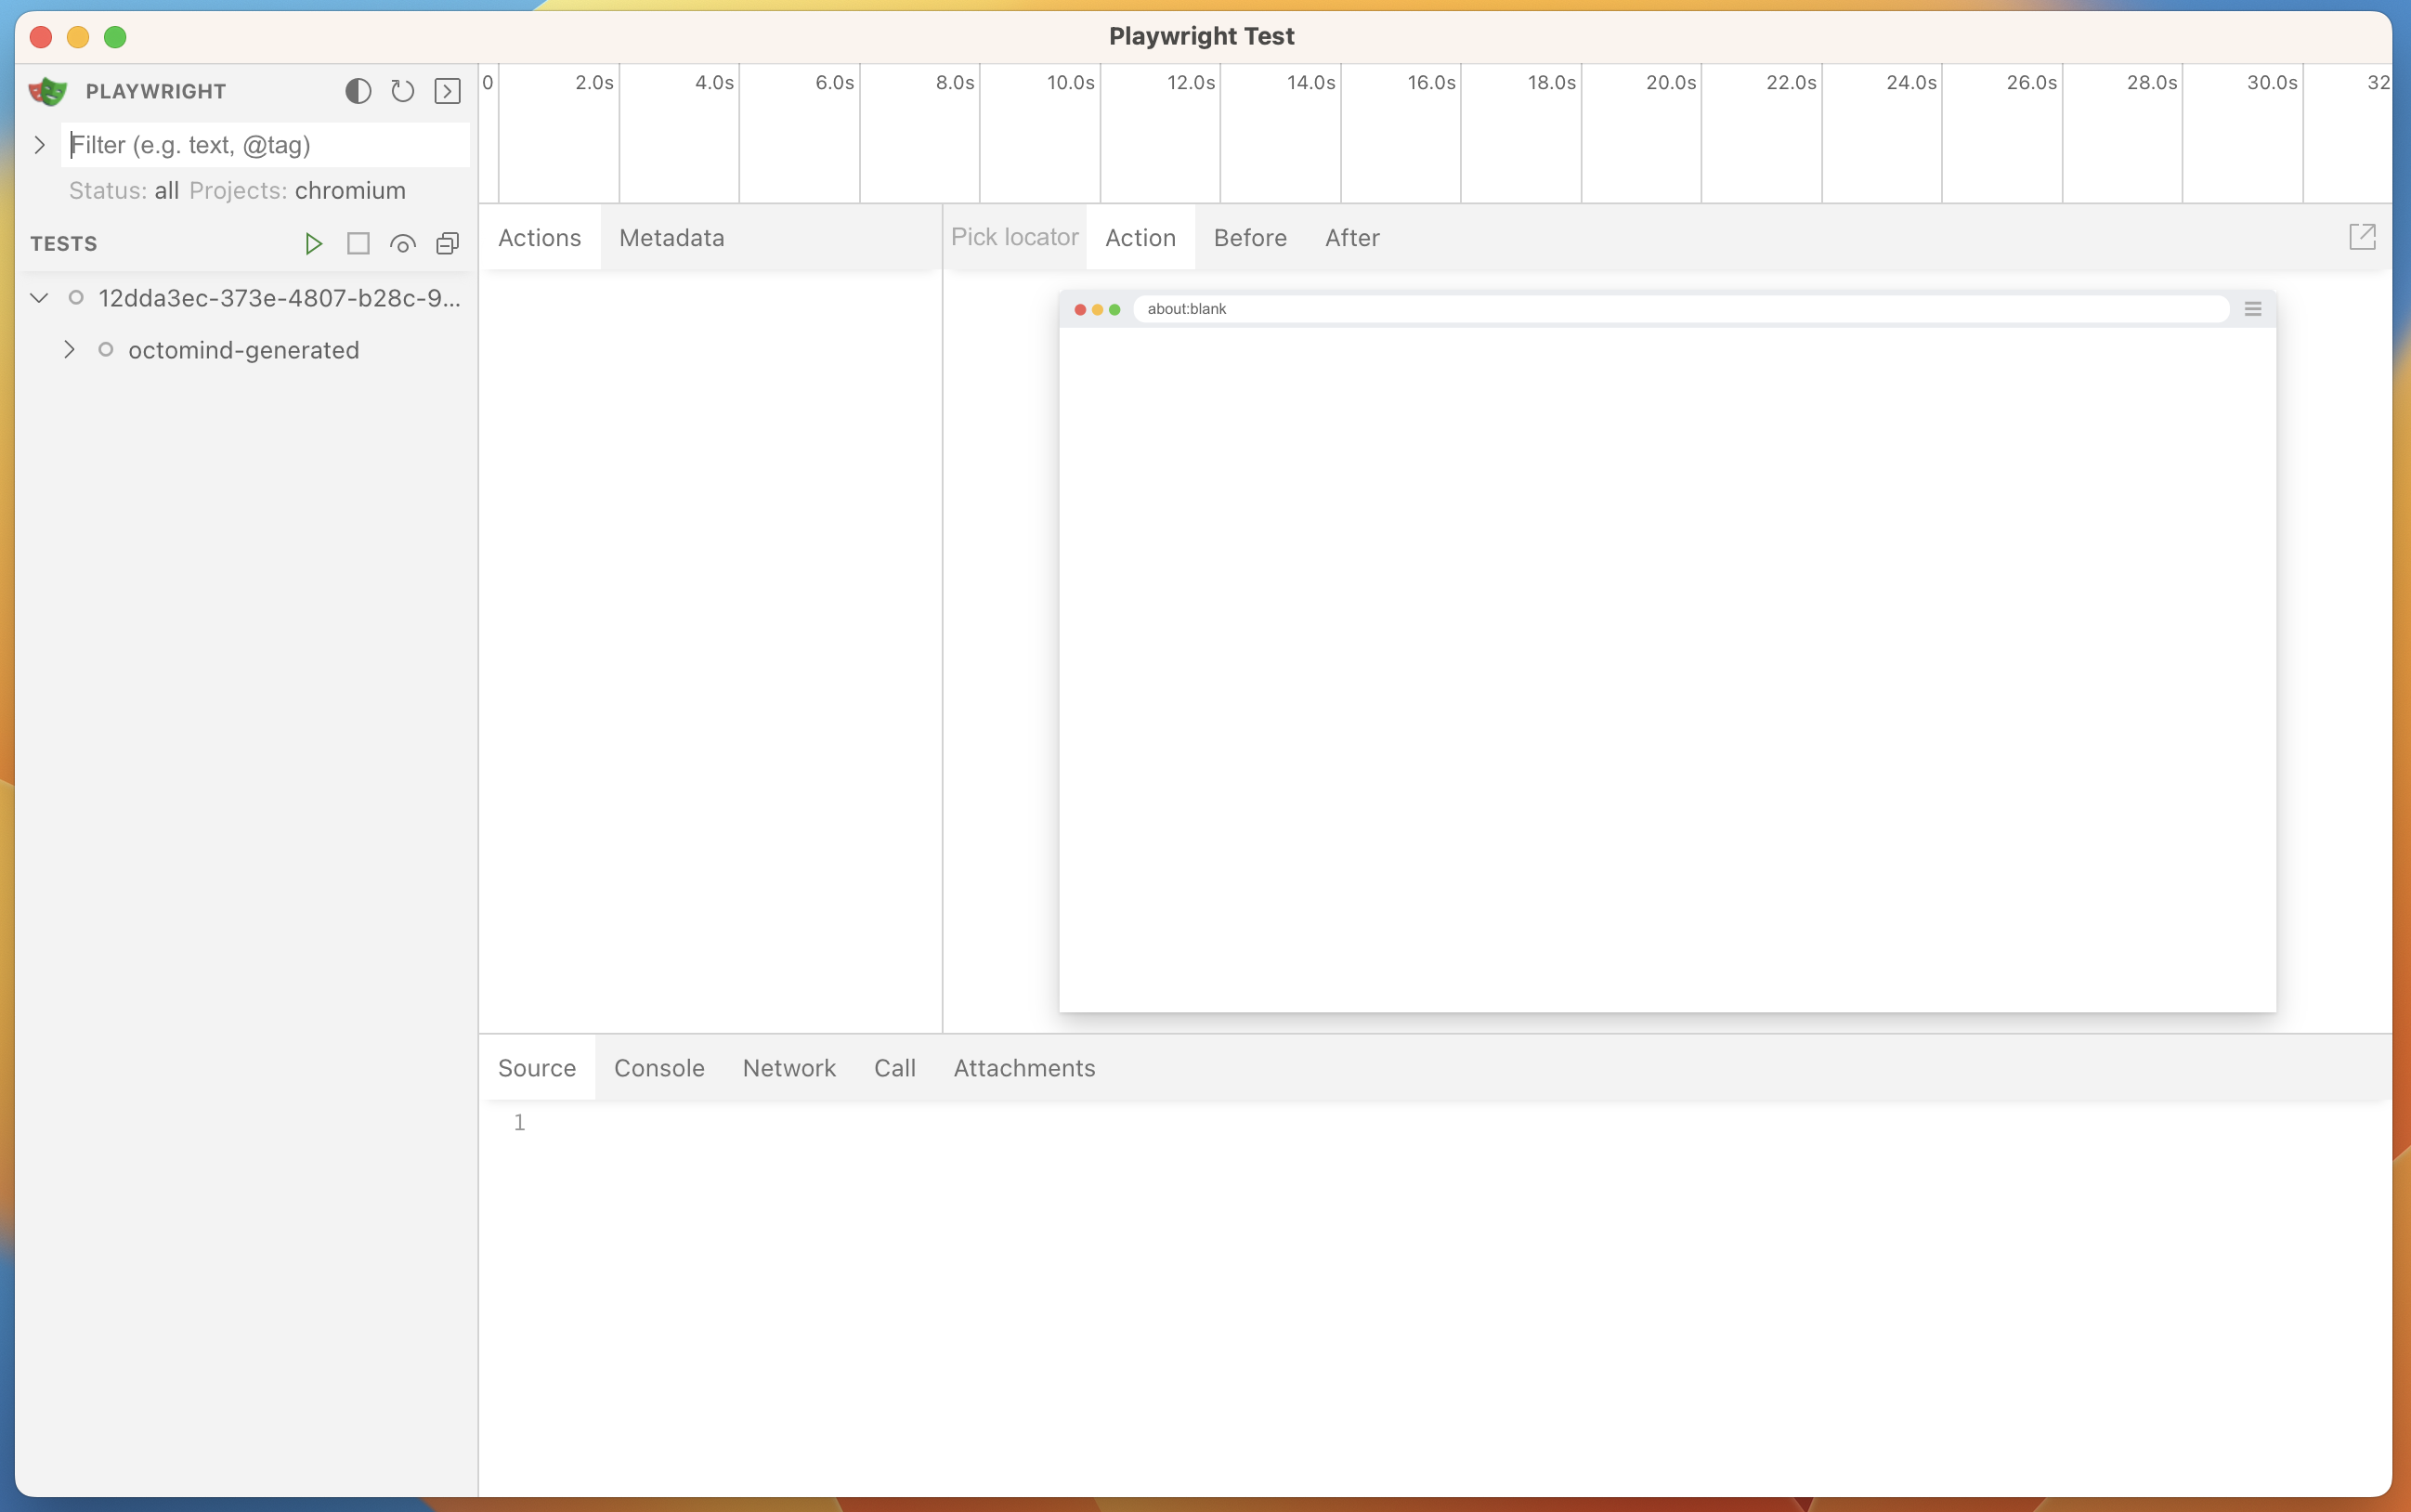 Playwright Test
PLAYWRIGHT
Filter (e.g. text, @tag)
Status: all Projects: chromium
TESTS
12dda3ec-373e-4807-b28c-9...
octomind-generated
0 2.0s 4.0s 6.0s 8.0s 10.0s 12.0s 14.0s 16.0s 18.0s 20.0s 22.0s 24.0s 26.0s 28.0s 30.0s 32
Actions Metadata
Pick locator Action Before After
about:blank
Source Console Network Call Attachments
1